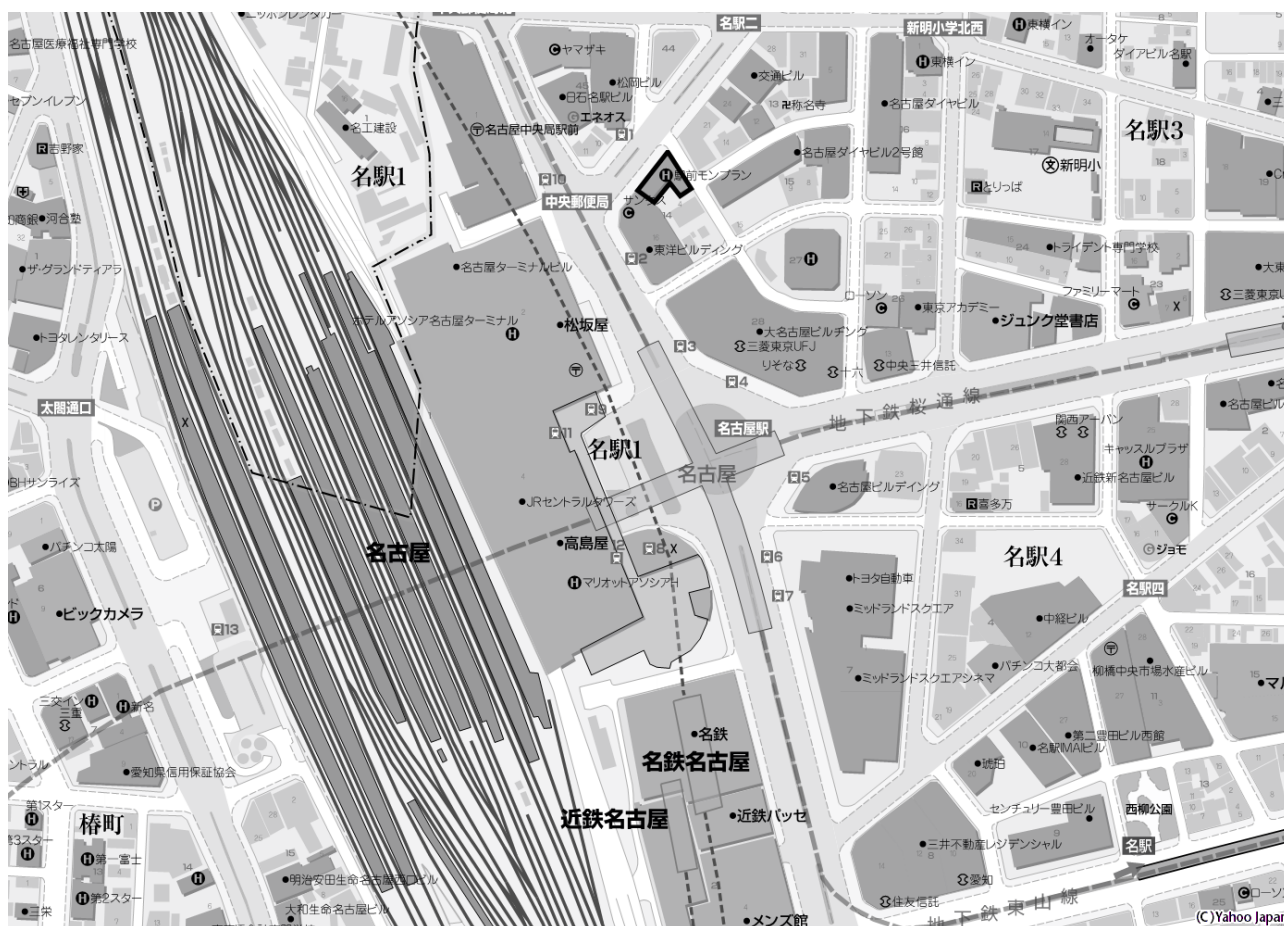 ニッポンレンタカー
名古屋医療福祉専門学校
セブンイレブン
吉野家
河合塾
ザ・グランドティアラ
トヨタレンタリース
太閤通口
名工建設
名駅1
ヤマザキ
松岡ビル
日石名駅ビル
エネオス
名古屋中央局駅前
中央郵便局
44
名駅二
交通ビル
称名寺
駅前モンブラン
東洋ビルディング
新明小学北西
東横イン
東横イン
オータケ
ダイアビル名駅
名古屋ダイヤビル
名古屋ダイヤビル2号館
名駅3
新明小
とりっぱ
トライデント専門学校
ファミリーマート
ローソン
東京アカデミー
ジュンク堂書店
大名古屋ビルヂング
三菱東京UFJ
りそな
十六
中央三井信託
名古屋ターミナルビル
ホテルアンシア名古屋ターミナル
松坂屋
名駅1
名古屋駅
名古屋
地下鉄桜通線
JRセントラルタワーズ
高島屋
マリオットアソシアH
名古屋
名古屋ビルディング
喜多万
関西アーバン
キャッスルプラザ
近鉄新名古屋ビル
サークルK
ジョモ
名駅4
名駅四
トヨタ自動車
ミッドランドスクエア
ミッドランドスクエアシネマ
中経ビル
パチンコ大都会
柳橋中央市場水産ビル
第二豊田ビル西館
名駅IMAIビル
琥珀
センチュリー豊田ビル
西柳公園
名駅
三井不動産レジデンシャル
愛知
住友信託
地下鉄東山線
名鉄
名鉄名古屋
近鉄名古屋
近鉄パッセ
メンズ館
パチンコ太陽
ビックカメラ
三交イン
三重
新名
愛知県信用保証協会
椿町
第1スター
第一富士
第2スター
三栄
明治安田生命名古屋西口ビル
大和生命名古屋ビル
(C)Yahoo Japan